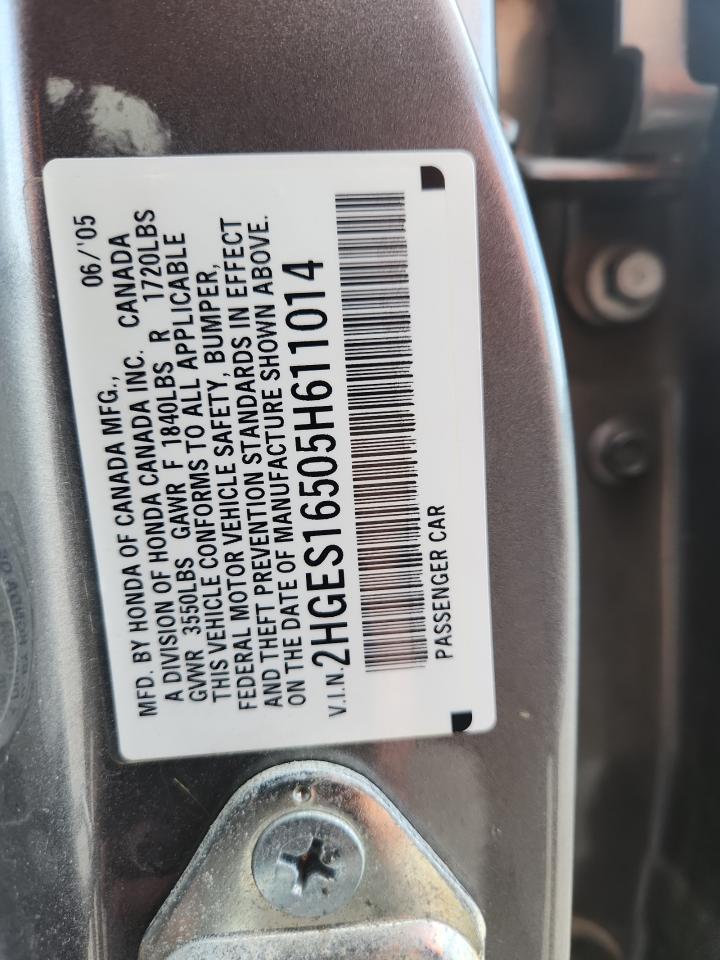 MFD. BY HONDA OF CANADA MFG., 06/'05
A DIVISION OF HONDA CANADA INC. CANADA
GVWR 3550LBS GAWR F 1840LBS R 1720LBS
THIS VEHICLE CONFORMS TO ALL APPLICABLE
FEDERAL MOTOR VEHICLE SAFETY, BUMPER,
AND THEFT PREVENTION STANDARDS IN EFFECT
ON THE DATE OF MANUFACTURE SHOWN ABOVE.
V.I.N. 2HGES16505H611014
PASSENGER CAR